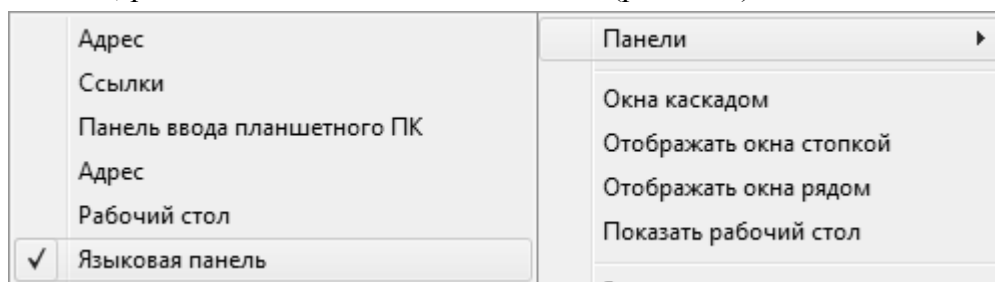 Адрес
Ссылки
Панель ввода планшетного ПК
Адрес
Рабочий стол
Языковая панель
Панели
Окна каскадом
Отображать окна стопкой
Отображать окна рядом
Показать рабочий стол